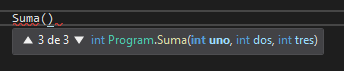 Suma()
▲ 3 de 3 ▼ int Program.Suma(int uno, int dos, int tres)